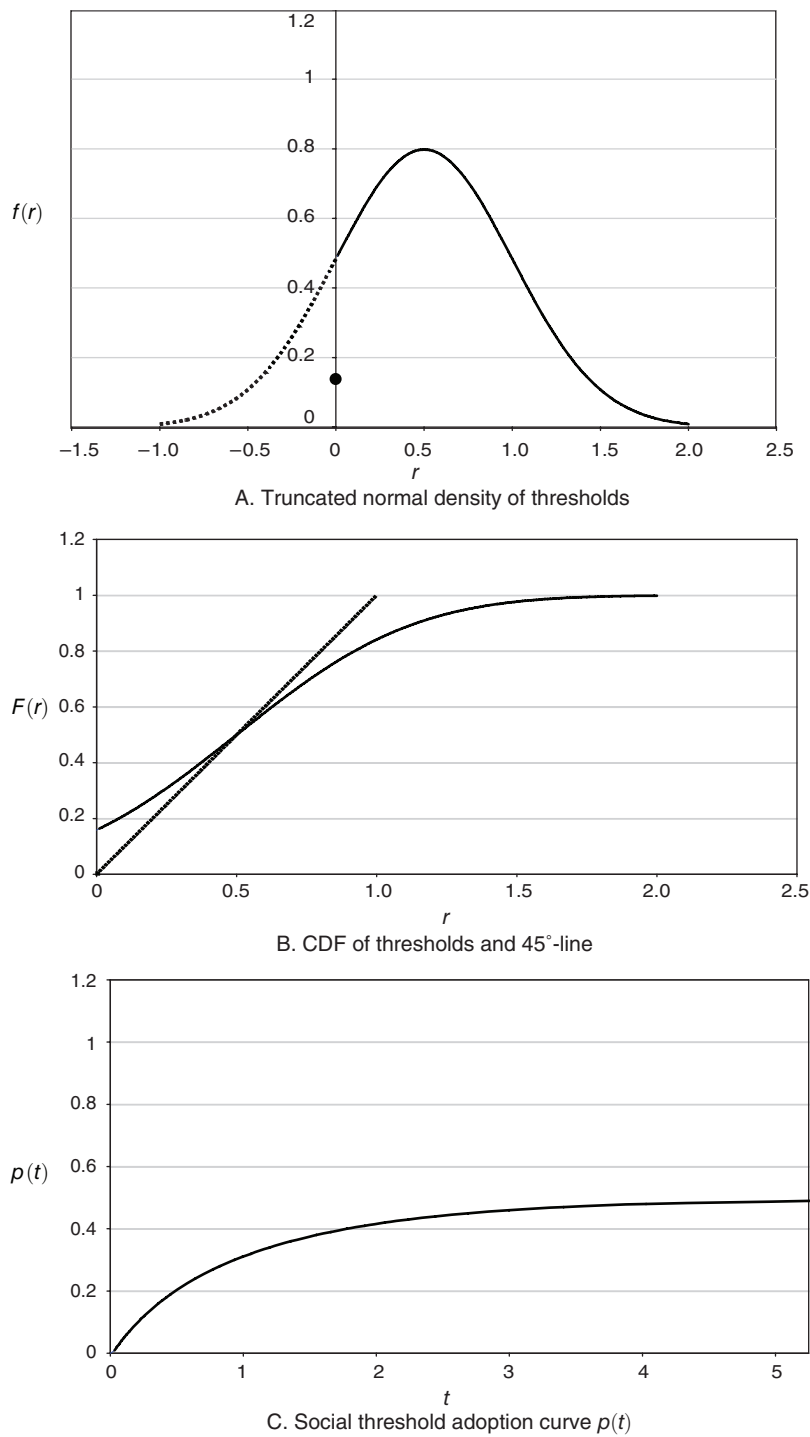 1.2
1
0.8
f(r)
0.6
0.4
0.2
0
−1.5 −1.0 −0.5 0 0.5 1.0 1.5 2.0 2.5
r
A. Truncated normal density of thresholds
1.2
1
0.8
F(r) 0.6
0.4
0.2
0
0 0.5 1.0 1.5 2.0 2.5
r
B. CDF of thresholds and 45°-line
1.2
1
0.8
p(t) 0.6
0.4
0.2
0
0 1 2 3 4 5
t
C. Social threshold adoption curve p(t)